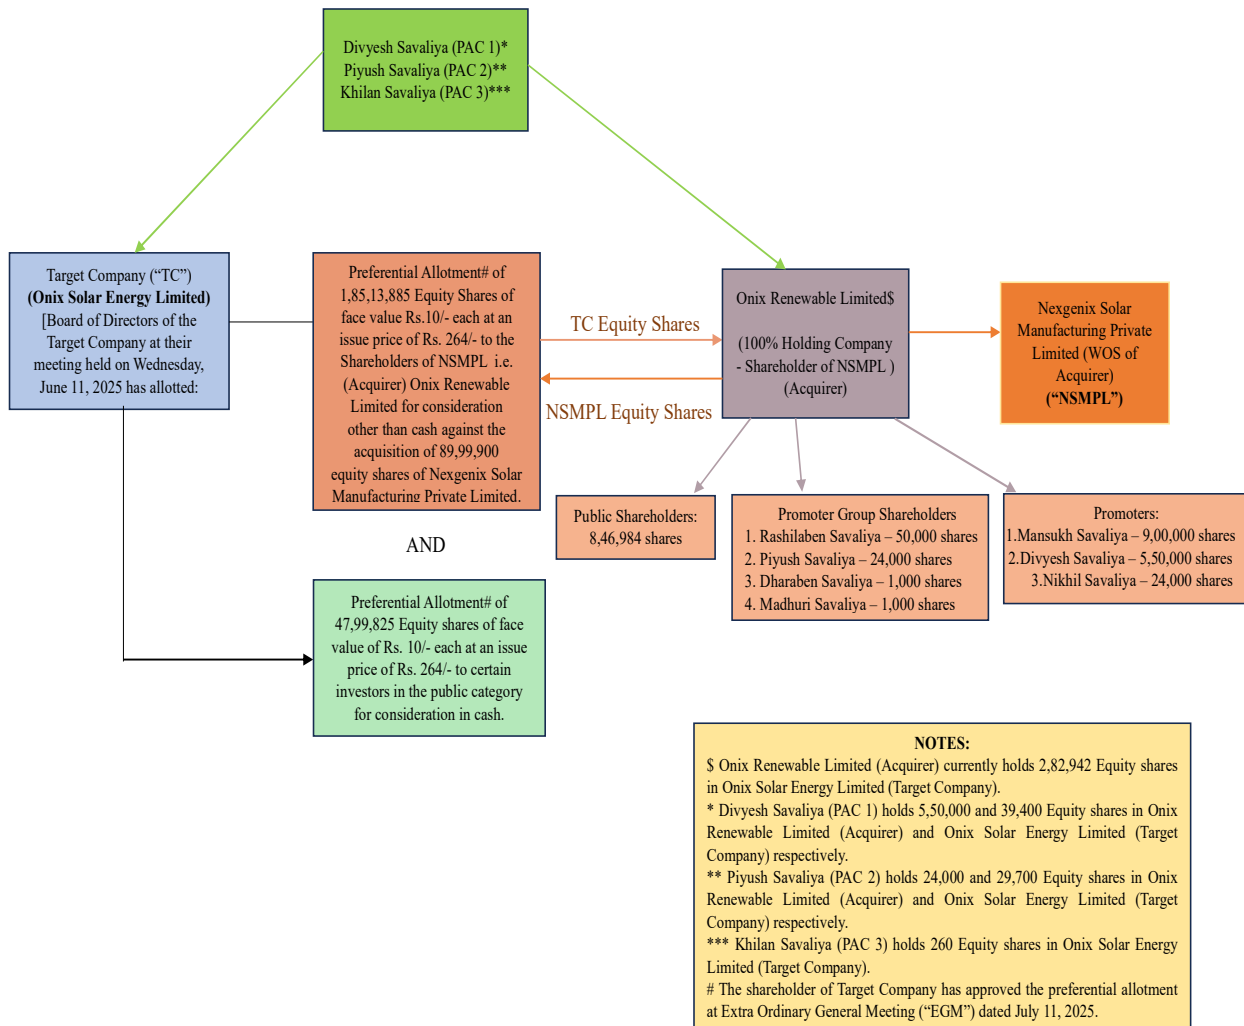 Divyesh Savaliya (PAC 1)*
Piyush Savaliya (PAC 2)**
Khilan Savaliya (PAC 3)***
Target Company (“TC”)
(Onix Solar Energy Limited)
[Board of Directors of the
Target Company at their
meeting held on Wednesday,
June 11, 2025 has allotted:
Preferential Allotment# of
1,85,13,885 Equity Shares of
face value Rs.10/- each at an
issue price of Rs. 264/- to the
Shareholders of NSMPL i.e.
(Acquirer) Onix Renewable
Limited for consideration
other than cash against the
acquisition of 89,99,900
equity shares of Nexgenix Solar
Manufacturing Private Limited.
TC Equity Shares
NSMPL Equity Shares
Onix Renewable Limited$
(100% Holding Company
- Shareholder of NSMPL )
(Acquirer)
Nexgenix Solar
Manufacturing Private
Limited (WOS of
Acquirer)
(“NSMPL”)
Public Shareholders:
8,46,984 shares
Promoter Group Shareholders
1. Rashilaben Savaliya – 50,000 shares
2. Piyush Savaliya – 24,000 shares
3. Dharaben Savaliya – 1,000 shares
4. Madhuri Savaliya – 1,000 shares
Promoters:
1.Mansukh Savaliya – 9,00,000 shares
2.Divyesh Savaliya – 5,50,000 shares
3.Nikhil Savaliya – 24,000 shares
AND
Preferential Allotment# of
47,99,825 Equity shares of face
value of Rs. 10/- each at an issue
price of Rs. 264/- to certain
investors in the public category
for consideration in cash.
NOTES:
$ Onix Renewable Limited (Acquirer) currently holds 2,82,942 Equity shares
in Onix Solar Energy Limited (Target Company).
* Divyesh Savaliya (PAC 1) holds 5,50,000 and 39,400 Equity shares in Onix
Renewable Limited (Acquirer) and Onix Solar Energy Limited (Target
Company) respectively.
** Piyush Savaliya (PAC 2) holds 24,000 and 29,700 Equity shares in Onix
Renewable Limited (Acquirer) and Onix Solar Energy Limited (Target
Company) respectively.
*** Khilan Savaliya (PAC 3) holds 260 Equity shares in Onix Solar Energy
Limited (Target Company).
# The shareholder of Target Company has approved the preferential allotment
at Extra Ordinary General Meeting (“EGM”) dated July 11, 2025.